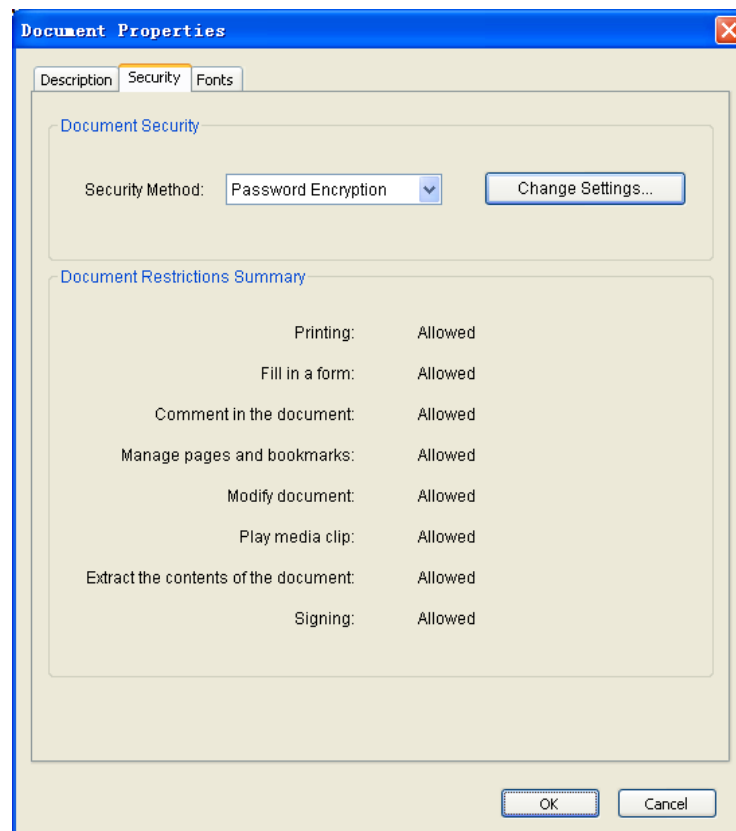 Document Properties
Description Security Fonts
Document Security
Security Method: Password Encryption Change Settings...
Document Restrictions Summary
Printing: Allowed
Fill in a form: Allowed
Comment in the document: Allowed
Manage pages and bookmarks: Allowed
Modify document: Allowed
Play media clip: Allowed
Extract the contents of the document: Allowed
Signing: Allowed
OK Cancel